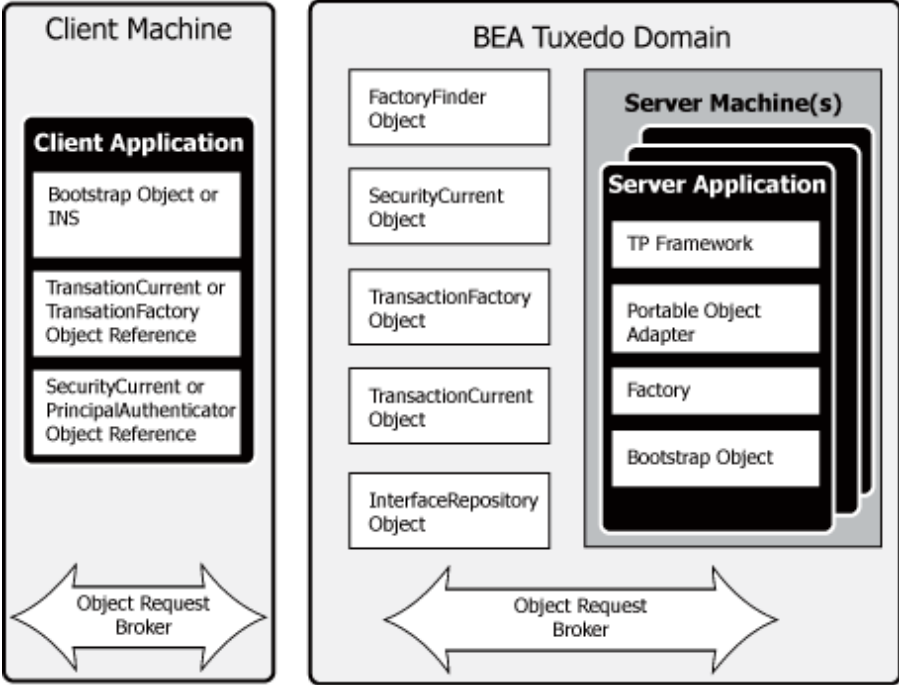 Client Machine
Client Application
Bootstrap Object or
INS
TransationCurrent or
TransationFactory
Object Reference
SecurityCurrent or
PrincipalAuthenticator
Object Reference
Object Request
Broker
BEA Tuxedo Domain
FactoryFinder
Object
SecurityCurrent
Object
TransactionFactory
Object
TransactionCurrent
Object
InterfaceRepository
Object
Server Machine(s)
Server Application
TP Framework
Portable Object
Adapter
Factory
Bootstrap Object
Object Request
Broker